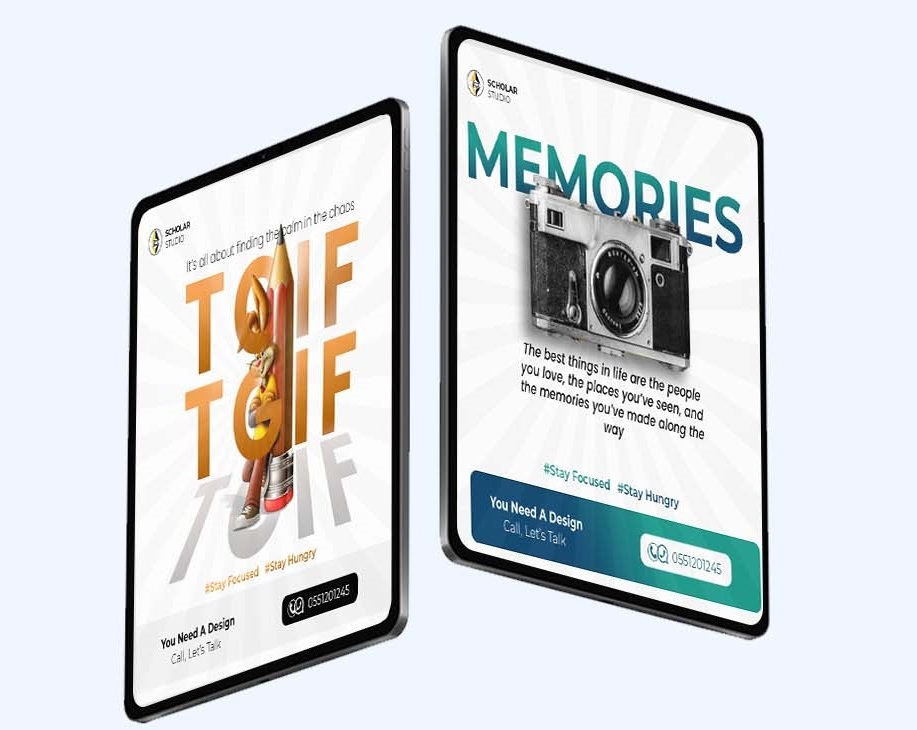 SCHOLAR
STUDIO
It's all about finding the calm in the chaos
TGIF
TGIF
TGIF
#Stay Focused #Stay Hungry
You Need A Design
Call, Let's Talk
0551201245
SCHOLAR
STUDIO
MEMORIES
The best things in life are the people
you love, the places you've seen, and
the memories you've made along the
way
#Stay Focused #Stay Hungry
You Need A Design
Call, Let's Talk
0551201245